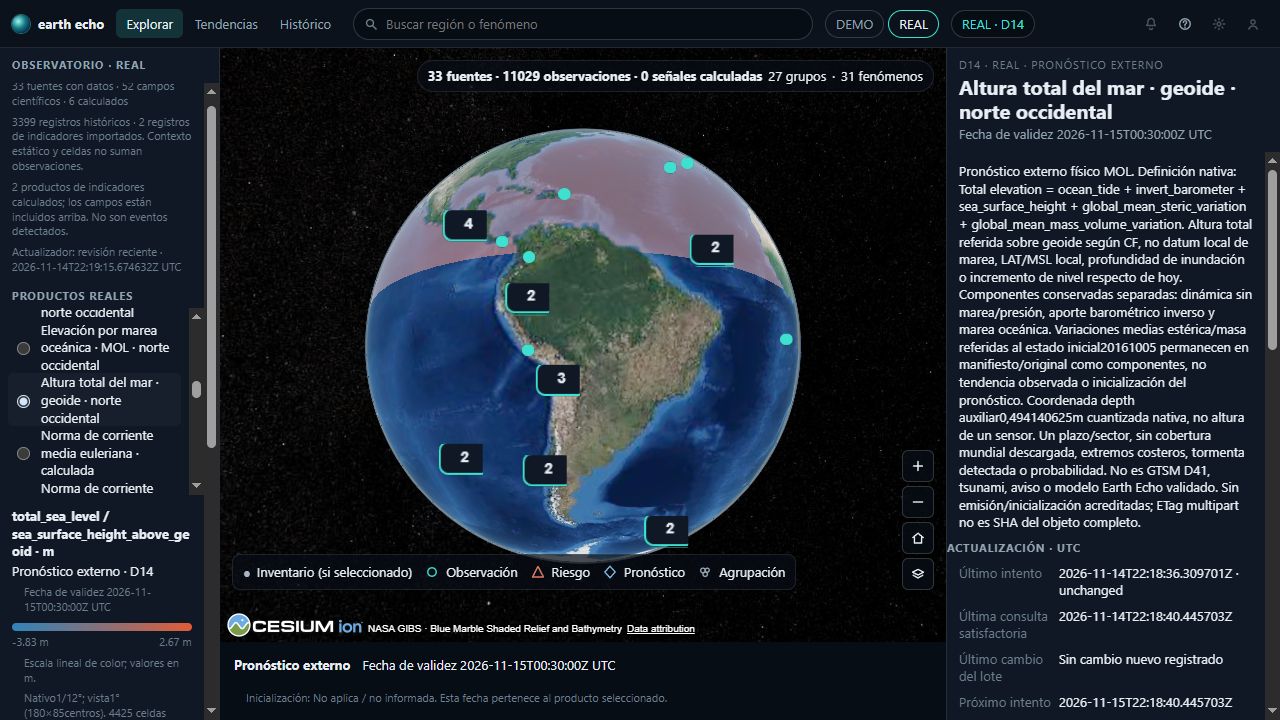 earth echo
Explorar
Tendencias
Histórico
Buscar región o fenómeno
DEMO
REAL
REAL · D14
OBSERVATORIO · REAL
33 fuentes con datos · 52 campos
científicos · 6 calculados
3399 registros históricos · 2 registros
de indicadores importados. Contexto
estático y celdas no suman
observaciones.
2 productos de indicadores
calculados; los campos están
incluidos arriba. No son eventos
detectados.
Actualizador: revisión reciente ·
2026-11-14T22:19:15.674632Z UTC
PRODUCTOS REALES
norte occidental
Elevación por marea
oceánica · MOL · norte
occidental
Altura total del mar ·
geoide · norte
occidental
Norma de corriente
media euleriana ·
calculada
Norma de corriente
total_sea_level /
sea_surface_height_above_ge
oid · m
Pronóstico externo · D14
Fecha de validez 2026-11-
15T00:30:00Z UTC
-3.83 m
2.67 m
Escala lineal de color; valores en
m.
Nativo1/12°; vista1°
(180×85centros). 4425 celdas
33 fuentes · 11029 observaciones · 0 señales calculadas 27 grupos · 31 fenómenos
4
2
2
3
2
2
2
+
−
Inventario (si seleccionado)
Observación
Riesgo
Pronóstico
Agrupación
CESIUM ion
NASA GIBS · Blue Marble Shaded Relief and Bathymetry Data attribution
Pronóstico externo Fecha de validez 2026-11-15T00:30:00Z UTC
Inicialización: No aplica / no informada. Esta fecha pertenece al producto seleccionado.
D14 · REAL · PRONÓSTICO EXTERNO
Altura total del mar · geoide ·
norte occidental
Fecha de validez 2026-11-15T00:30:00Z UTC
Pronóstico externo físico MOL. Definición nativa:
Total elevation = ocean_tide + invert_barometer +
sea_surface_height + global_mean_steric_variation
+ global_mean_mass_volume_variation. Altura total
referida sobre geoide según CF, no datum local de
marea, LAT/MSL local, profundidad de inundación
o incremento de nivel respecto de hoy.
Componentes conservadas separadas: dinámica sin
marea/presión, aporte barométrico inverso y
marea oceánica. Variaciones medias estérica/masa
referidas al estado inicial20161005 permanecen en
manifiesto/original como componentes, no
tendencia observada o inicialización del
pronóstico. Coordenada depth
auxiliar0,494140625m cuantizada nativa, no altura
de un sensor. Un plazo/sector, sin cobertura
mundial descargada, extremos costeros, tormenta
detectada o probabilidad. No es GTSM D41,
tsunami, aviso o modelo Earth Echo validado. Sin
emisión/inicialización acreditadas; ETag multipart
no es SHA del objeto completo.
ACTUALIZACIÓN · UTC
Último intento 2026-11-14T22:18:36.309701Z ·
unchanged
Última consulta 2026-11-14T22:18:40.445703Z
satisfactoria
Último cambio Sin cambio nuevo registrado
del lote
Próximo intento 2026-11-15T22:18:40.445703Z